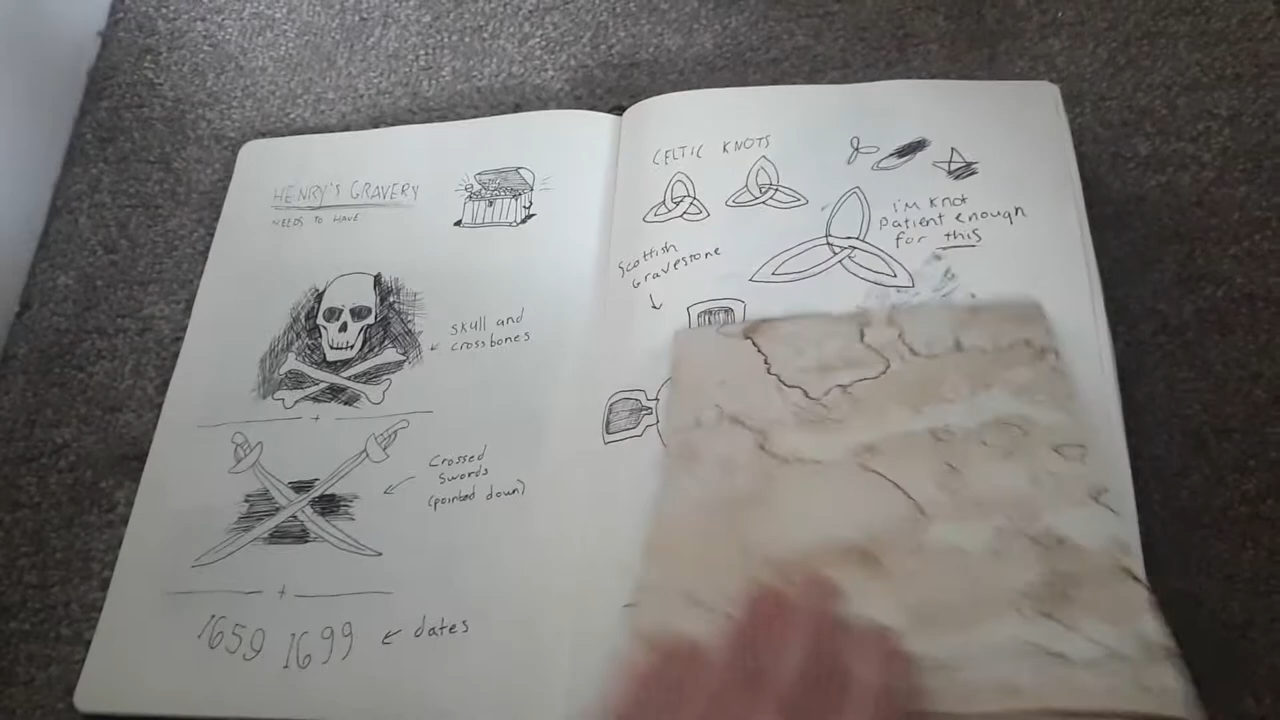 HENRY'S GRAVERY
NEEDS TO HAVE
skull and
crossbones
+
Crossed
Swords
(pointed down)
+
1659 1699 ← dates
CELTIC KNOTS
I'M KNOT
patient enough
for this
Scottish
Gravestone